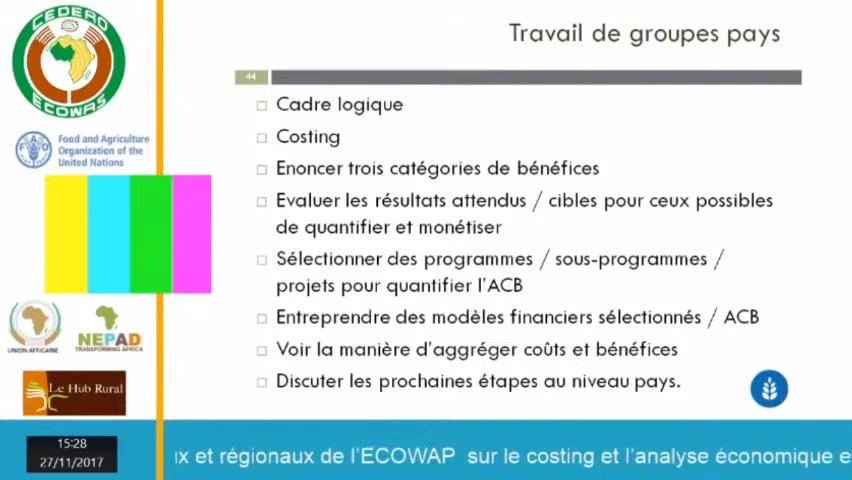 CEDEAO
ECOWAS
Travail de groupes pays
44
Cadre logique
Costing
Food and Agriculture
Organization of the
United Nations
Enoncer trois catégories de bénéfices
Evaluer les résultats attendus / cibles pour ceux possibles
de quantifier et monétiser
Sélectionner des programmes / sous-programmes /
projets pour quantifier l'ACB
Entreprendre des modèles financiers sélectionnés / ACB
Voir la manière d'aggréger coûts et bénéfices
Discuter les prochaines étapes au niveau pays.
UNION AFRICAINE
NEPAD
TRANSFORMING AFRICA
Le Hub Rural
15:28
27/11/2017
ux et régionaux de l'ECOWAP sur le costing et l'analyse économique e